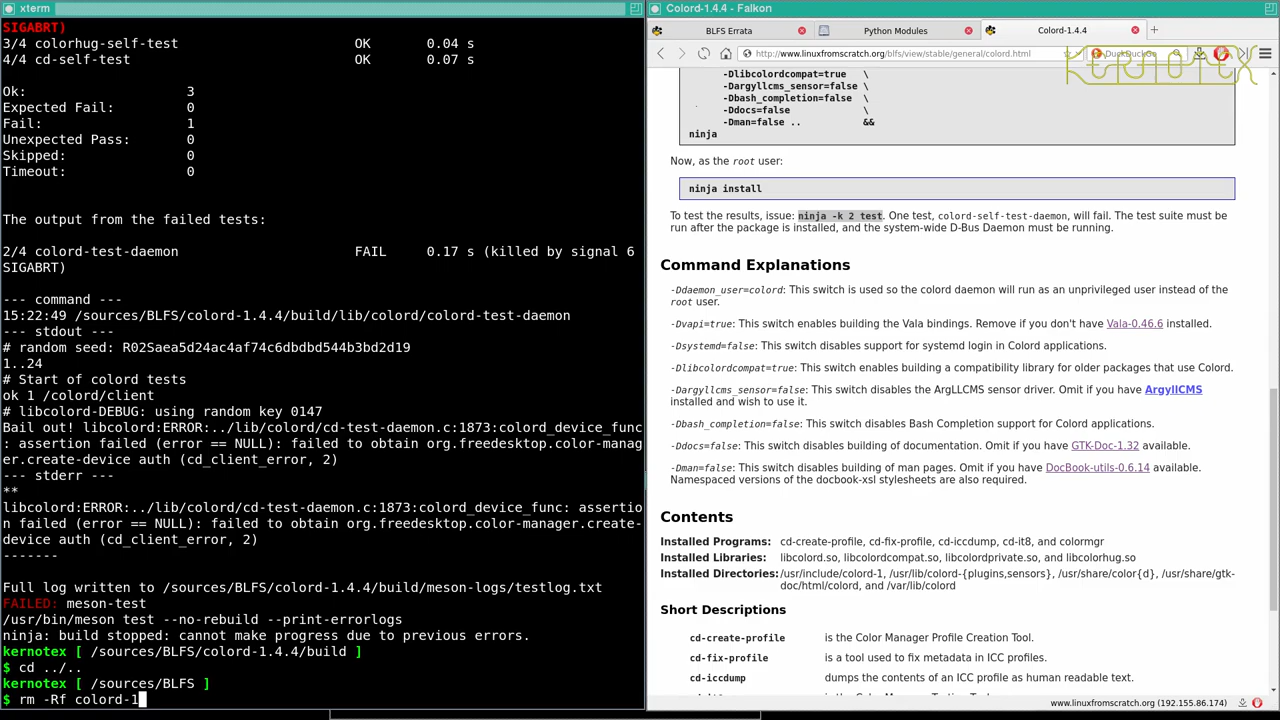 xterm
SIGABRT)
3/4 colorhug-self-test OK 0.04 s
4/4 cd-self-test OK 0.07 s
Ok: 3
Expected Fail: 0
Fail: 1
Unexpected Pass: 0
Skipped: 0
Timeout: 0
The output from the failed tests:
2/4 colord-test-daemon FAIL 0.17 s (killed by signal 6
SIGABRT)
--- command ---
15:22:49 /sources/BLFS/colord-1.4.4/build/lib/colord/colord-test-daemon
--- stdout ---
# random seed: R02Saea5d24ac4af74c6dbdbd544b3bd2d19
1..24
# Start of colord tests
ok 1 /colord/client
# libcolord-DEBUG: using random key 0147
Bail out! libcolord:ERROR:../lib/colord/cd-test-daemon.c:1873:colord_device_func
: assertion failed (error == NULL): failed to obtain org.freedesktop.color-manag
er.create-device auth (cd_client_error, 2)
--- stderr ---
**
libcolord:ERROR:../lib/colord/cd-test-daemon.c:1873:colord_device_func: assertio
n failed (error == NULL): failed to obtain org.freedesktop.color-manager.create-
device auth (cd_client_error, 2)
-------
Full log written to /sources/BLFS/colord-1.4.4/build/meson-logs/testlog.txt
FAILED: meson-test
/usr/bin/meson test --no-rebuild --print-errorlogs
ninja: build stopped: cannot make progress due to previous errors.
kernotex [ /sources/BLFS/colord-1.4.4/build ]
$ cd ../..
kernotex [ /sources/BLFS ]
$ rm -Rf colord-1
Colord-1.4.4 - Falkon
BLFS Errata
Python Modules
Colord-1.4.4
http://www.linuxfromscratch.org/blfs/view/stable/general/colord.html
DuckDuckGo
KERNOTEX
-Dlibcolordcompat=true \
-Dargyllcms_sensor=false \
-Dbash_completion=false \
-Ddocs=false \
-Dman=false .. &&
ninja
Now, as the root user:
ninja install
To test the results, issue: ninja -k 2 test. One test, colord-self-test-daemon, will fail. The test suite must be
run after the package is installed, and the system-wide D-Bus Daemon must be running.
Command Explanations
-Ddaemon_user=colord: This switch is used so the colord daemon will run as an unprivileged user instead of the
root user.
-Dvapi=true: This switch enables building the Vala bindings. Remove if you don't have Vala-0.46.6 installed.
-Dsystemd=false: This switch disables support for systemd login in Colord applications.
-Dlibcolordcompat=true: This switch enables building a compatibility library for older packages that use Colord.
-Dargyllcms_sensor=false: This switch disables the ArgLLCMS sensor driver. Omit if you have ArgyllCMS
installed and wish to use it.
-Dbash_completion=false: This switch disables Bash Completion support for Colord applications.
-Ddocs=false: This switch disables building of documentation. Omit if you have GTK-Doc-1.32 available.
-Dman=false: This switch disables building of man pages. Omit if you have DocBook-utils-0.6.14 available.
Namespaced versions of the docbook-xsl stylesheets are also required.
Contents
Installed Programs: cd-create-profile, cd-fix-profile, cd-iccdump, cd-it8, and colormgr
Installed Libraries: libcolord.so, libcolordcompat.so, libcolordprivate.so, and libcolorhug.so
Installed Directories: /usr/include/colord-1, /usr/lib/colord-{plugins,sensors}, /usr/share/color{d}, /usr/share/gtk-
doc/html/colord, and /var/lib/colord
Short Descriptions
cd-create-profile is the Color Manager Profile Creation Tool.
cd-fix-profile is a tool used to fix metadata in ICC profiles.
cd-iccdump dumps the contents of an ICC profile as human readable text.
www.linuxfromscratch.org (192.155.86.174)